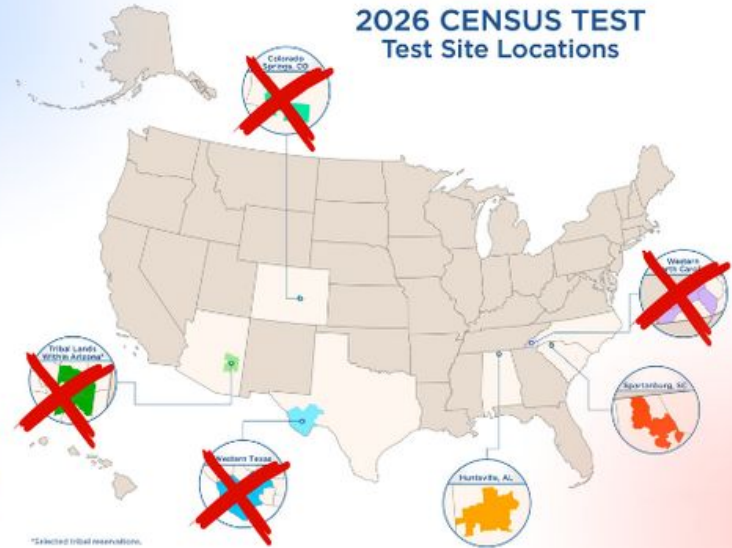 2026 CENSUS TEST
Test Site Locations
Colorado
Springs, CO
Western
Tribal Lands
Within Arizona*
Spartanburg, SC
Western Texas
Huntsville, AL
*Selected tribal reservations.